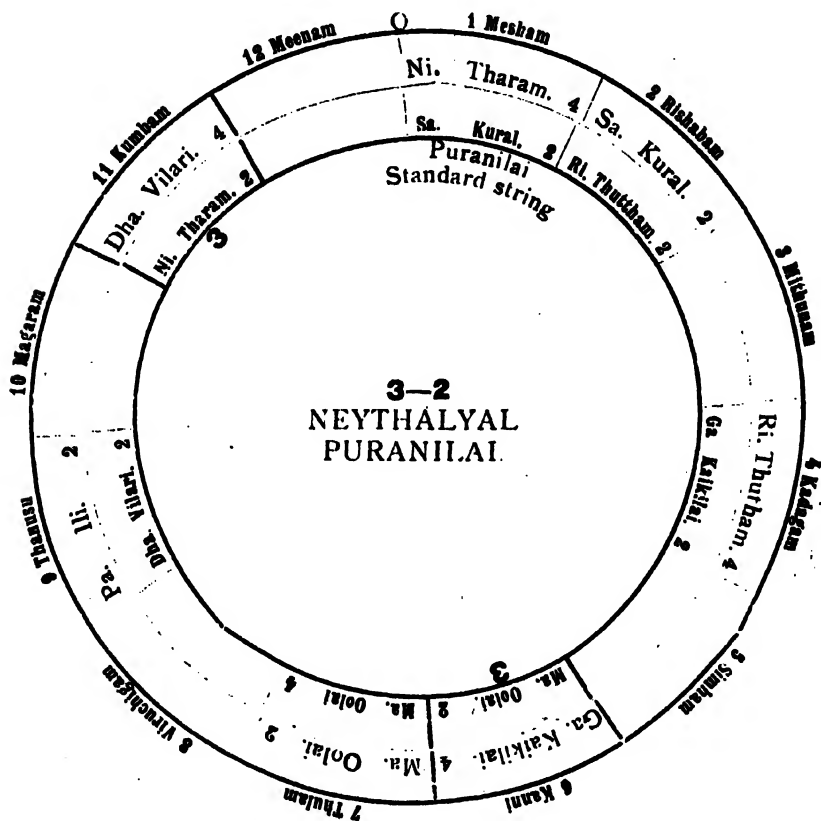 O
1 Mesham
2 Rishabam
3 Mithunam
4 Kadagam
5 Simham
6 Kanni
7 Thulam
8 Viruchigam
9 Thanusu
10 Magaram
11 Kumbam
12 Meenam
Ni. Tharam. 4
Sa. Kural. 2
Ri. Thutham. 4
Ga. Kaikilai. 4
Ma.
Oolai. 2
Pa. Ili. 2
Dha. Vilari. 4
Sa. Kural. 2
Ri. Thuttham. 2
Ga Kaikilai. 2
Ma. Oolai. 2
3
Ma. Oolai 4
Dha. Vilari. 2
Ni. Tharam. 2
3
Puranilai
Standard string
3—2
NEYTHALYAL
PURANILAI.